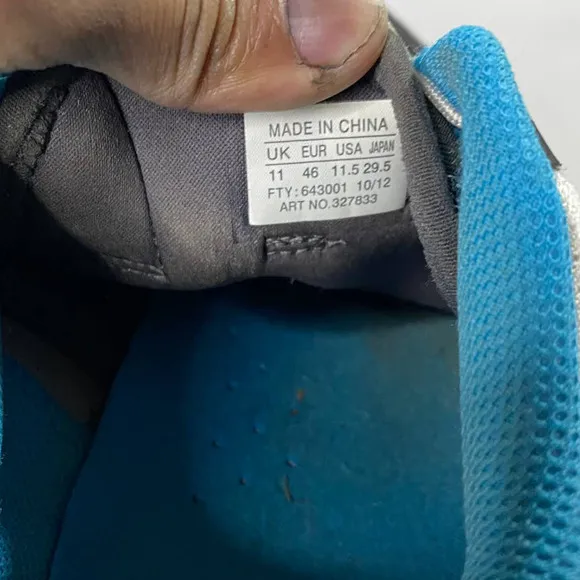 MADE IN CHINA
UK EUR USA JAPAN
11 46 11.5 29.5
FTY: 643001 10/12
ART NO.327833